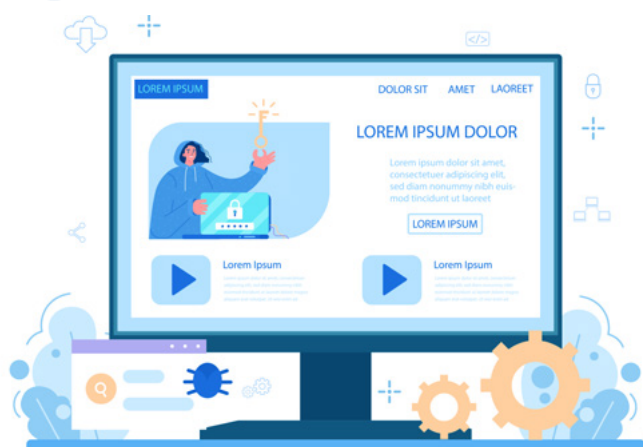 LOREM IPSUM
DOLOR SIT AMET LAOREET
LOREM IPSUM DOLOR
Lorem ipsum dolor sit amet,
consectetuer adipiscing elit,
sed diam nonummy nibh euis-
mod tincidunt ut laoreet
LOREM IPSUM
Lorem Ipsum
Lorem Ipsum